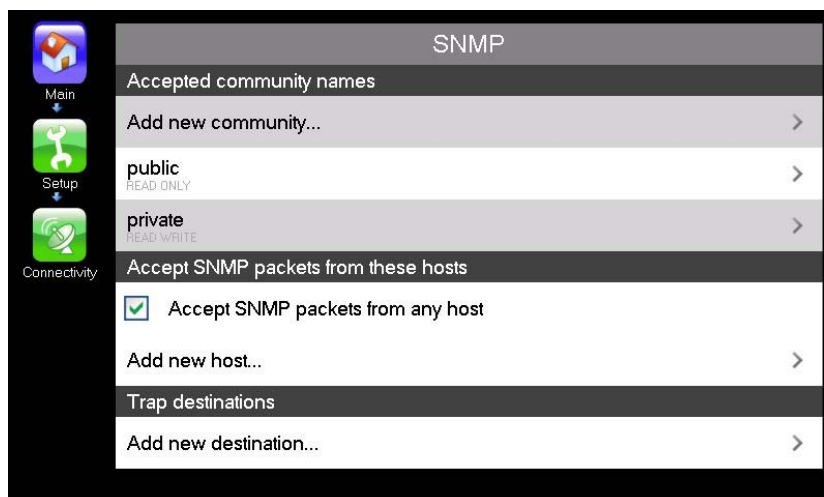 SNMP
Main
Accepted community names
Add new community...
Setup
public
READ ONLY
private
READ WRITE
Connectivity
Accept SNMP packets from these hosts
Accept SNMP packets from any host
Add new host...
Trap destinations
Add new destination...